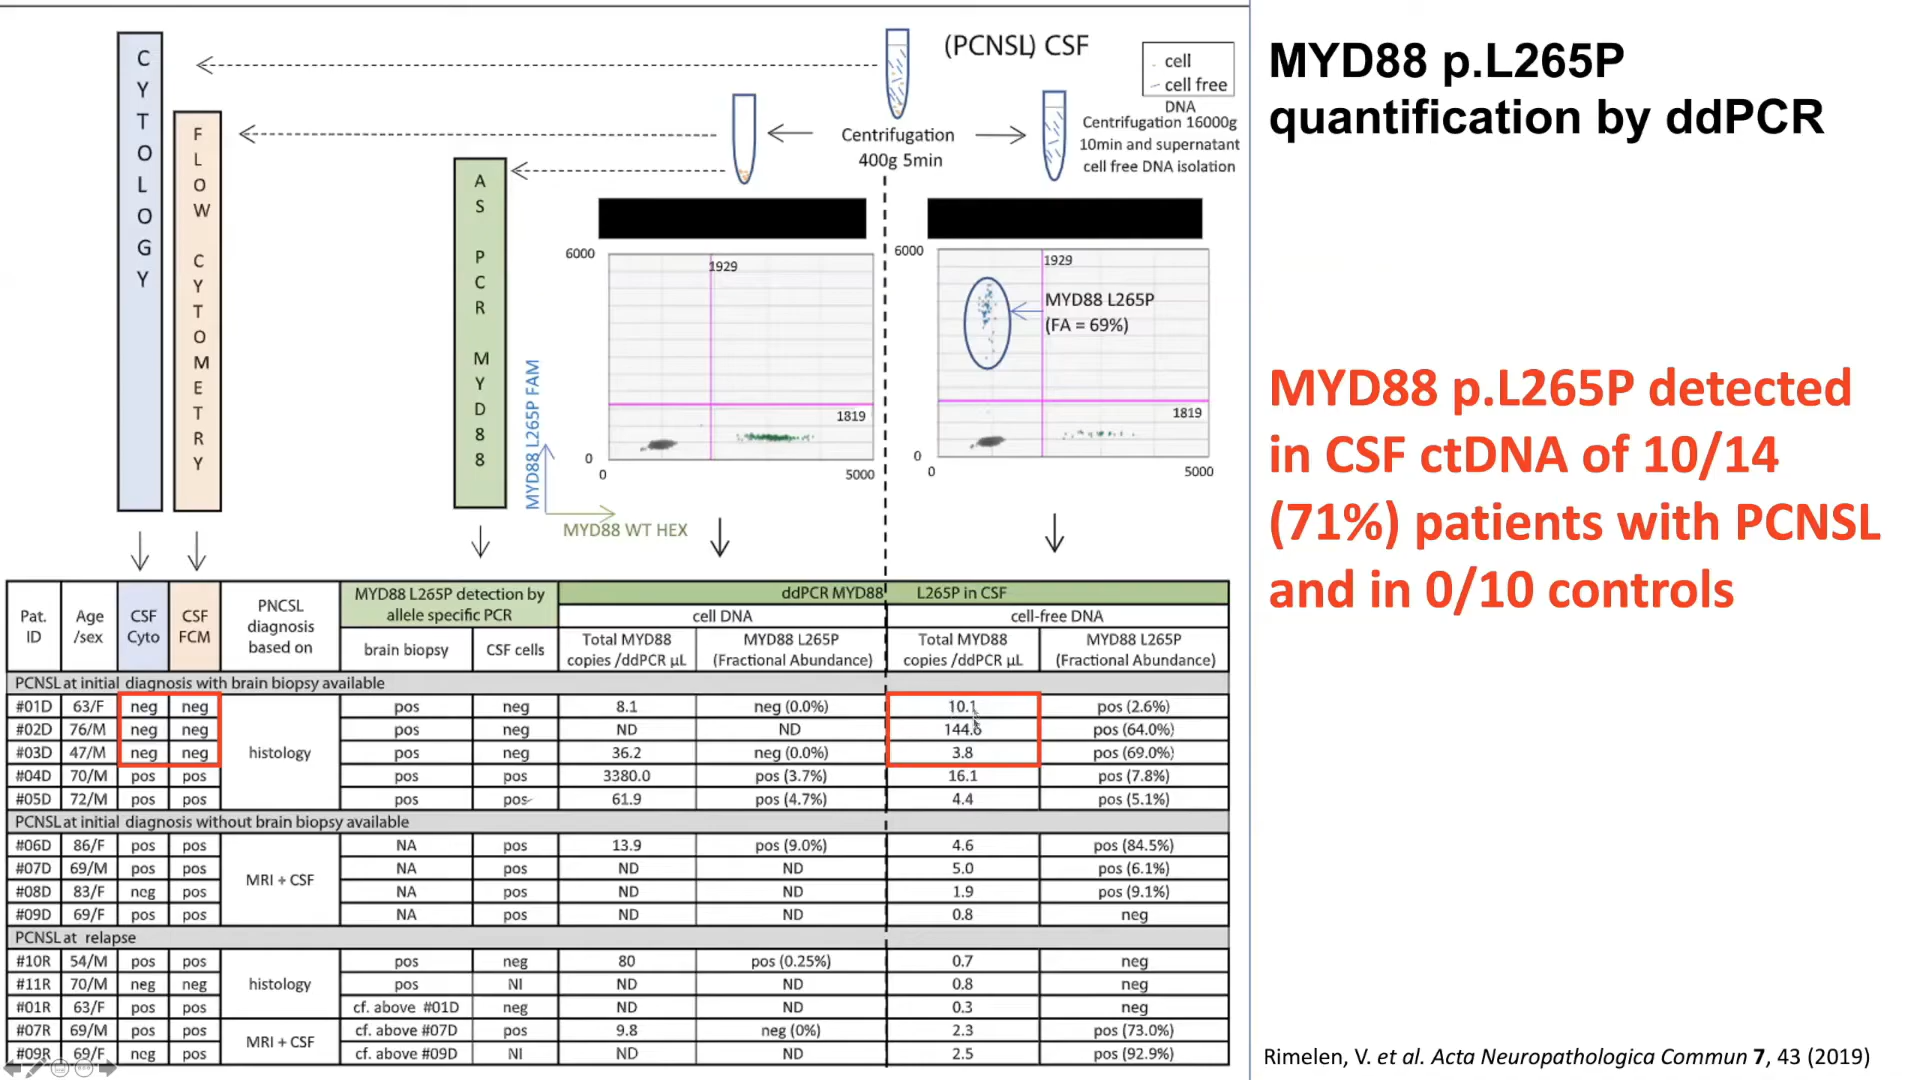 (PCNSL) CSF
cell
cell free
DNA
CYTOLOGY
FLOW CYTOMETRY
AS PCR MYD88
Centrifugation
400g 5min
Centrifugation 16000g
10min and supernatant
cell free DNA isolation
6000
1929
1819
0
0
5000
6000
1929
MYD88 L265P
(FA = 69%)
1819
0
0
5000
MYD88 L265P FAM
MYD88 WT HEX
Pat. ID
Age /sex
CSF Cyto
CSF FCM
PNCSL diagnosis based on
MYD88 L265P detection by allele specific PCR
brain biopsy
CSF cells
ddPCR MYD88 L265P in CSF
cell DNA
cell-free DNA
Total MYD88 copies /ddPCR µL
MYD88 L265P (Fractional Abundance)
Total MYD88 copies /ddPCR µL
MYD88 L265P (Fractional Abundance)
PCNSL at initial diagnosis with brain biopsy available
#01D 63/F neg neg pos neg 8.1 neg (0.0%) 10.1 pos (2.6%)
#02D 76/M neg neg pos neg ND ND 144.6 pos (64.0%)
#03D 47/M neg neg histology pos neg 36.2 neg (0.0%) 3.8 pos (69.0%)
#04D 70/M pos pos pos pos 3380.0 pos (3.7%) 16.1 pos (7.8%)
#05D 72/M pos pos pos pos 61.9 pos (4.7%) 4.4 pos (5.1%)
PCNSL at initial diagnosis without brain biopsy available
#06D 86/F pos pos NA pos 13.9 pos (9.0%) 4.6 pos (84.5%)
#07D 69/M pos pos MRI + CSF NA pos ND ND 5.0 pos (6.1%)
#08D 83/F neg pos NA pos ND ND 1.9 pos (9.1%)
#09D 69/F pos pos NA pos ND ND 0.8 neg
PCNSL at relapse
#10R 54/M pos pos pos neg 80 pos (0.25%) 0.7 neg
#11R 70/M neg neg histology pos NI ND ND 0.8 neg
#01R 63/F pos pos cf. above #01D neg ND ND 0.3 neg
#07R 69/M pos pos MRI + CSF cf. above #07D pos 9.8 neg (0%) 2.3 pos (73.0%)
#09R 69/F neg pos cf. above #09D NI ND ND 2.5 pos (92.9%)
MYD88 p.L265P
quantification by ddPCR
MYD88 p.L265P detected
in CSF ctDNA of 10/14
(71%) patients with PCNSL
and in 0/10 controls
Rimelen, V. et al. Acta Neuropathologica Commun 7, 43 (2019)